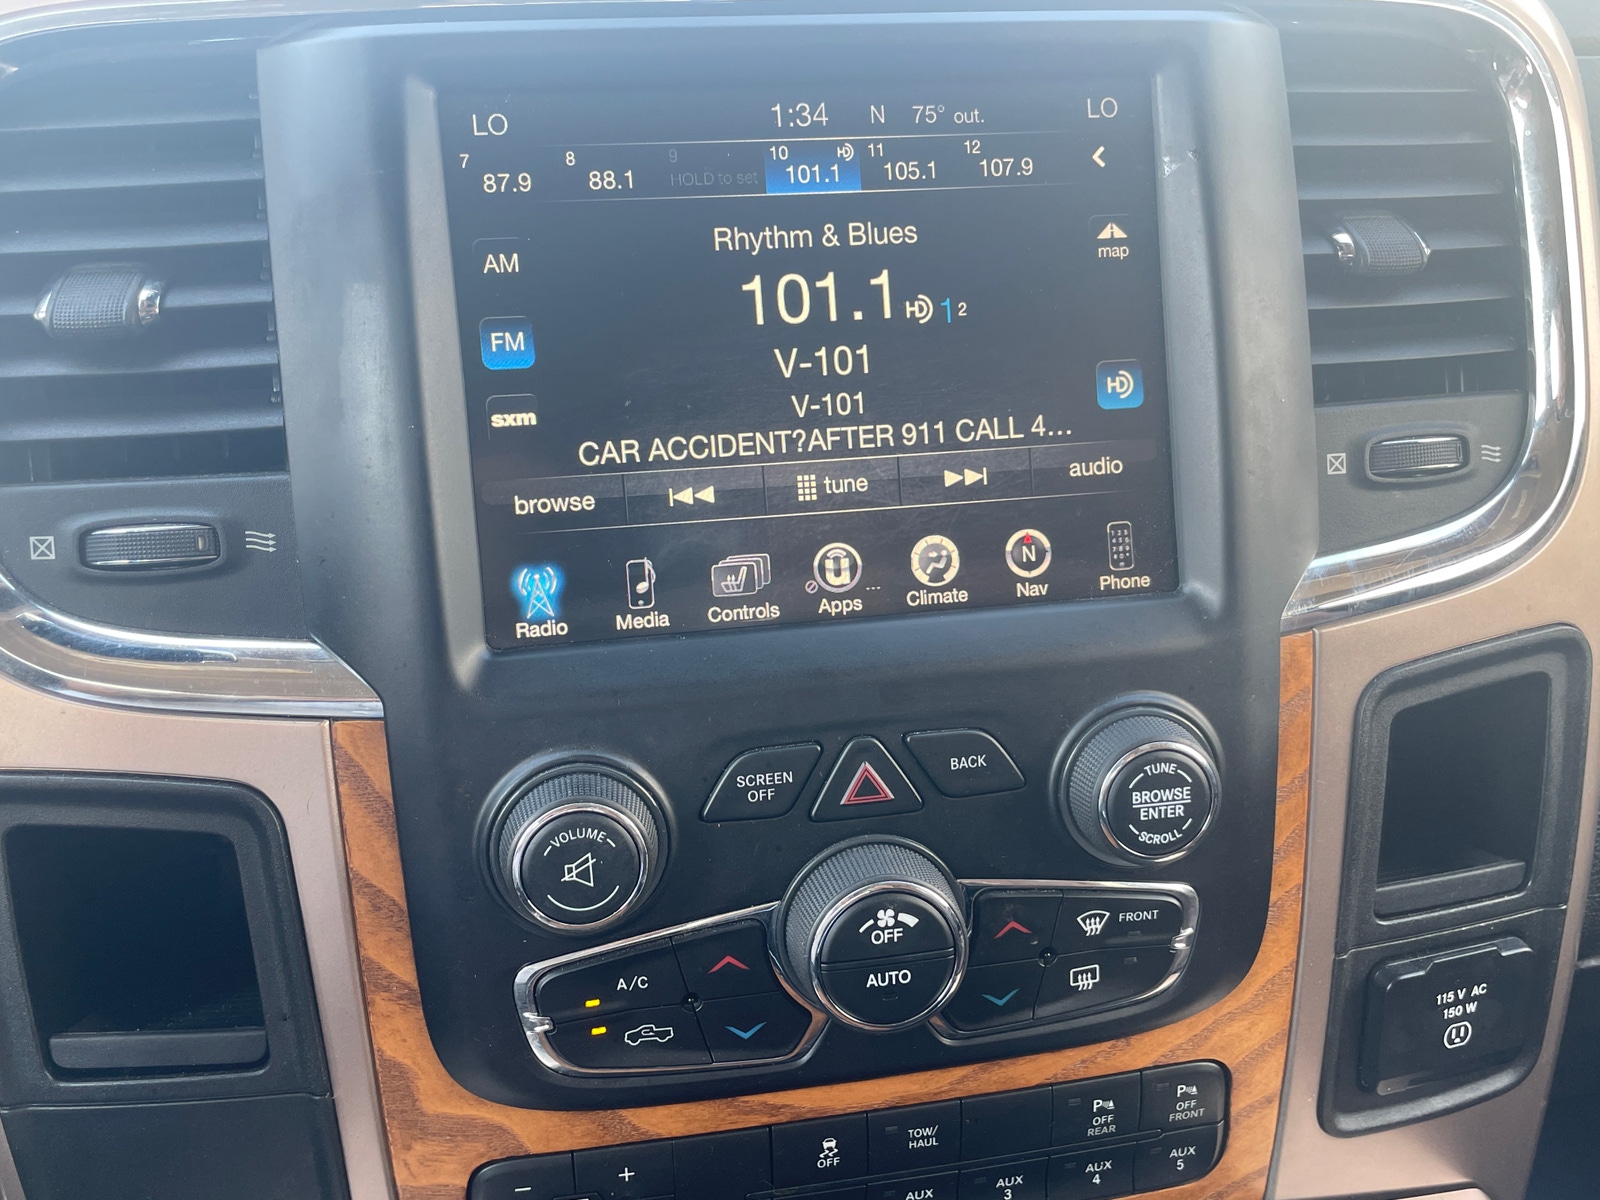 LO 1:34 N 75° out. LO
7 87.9 8 88.1 9 HOLD to set 10 HD 101.1 11 105.1 12 107.9
Rhythm & Blues
map
AM
101.1 HD 1 2
FM
V-101
HD
V-101
sxm
CAR ACCIDENT?AFTER 911 CALL 4...
browse tune audio
Radio Media Controls Apps Climate Nav Phone
SCREEN OFF
BACK
VOLUME
TUNE
BROWSE
ENTER
SCROLL
OFF
AUTO
A/C
FRONT
115 V AC
150 W
- +
OFF
TOW/
HAUL
P
OFF
REAR
P
OFF
FRONT
AUX
AUX
3
AUX
4
AUX
5